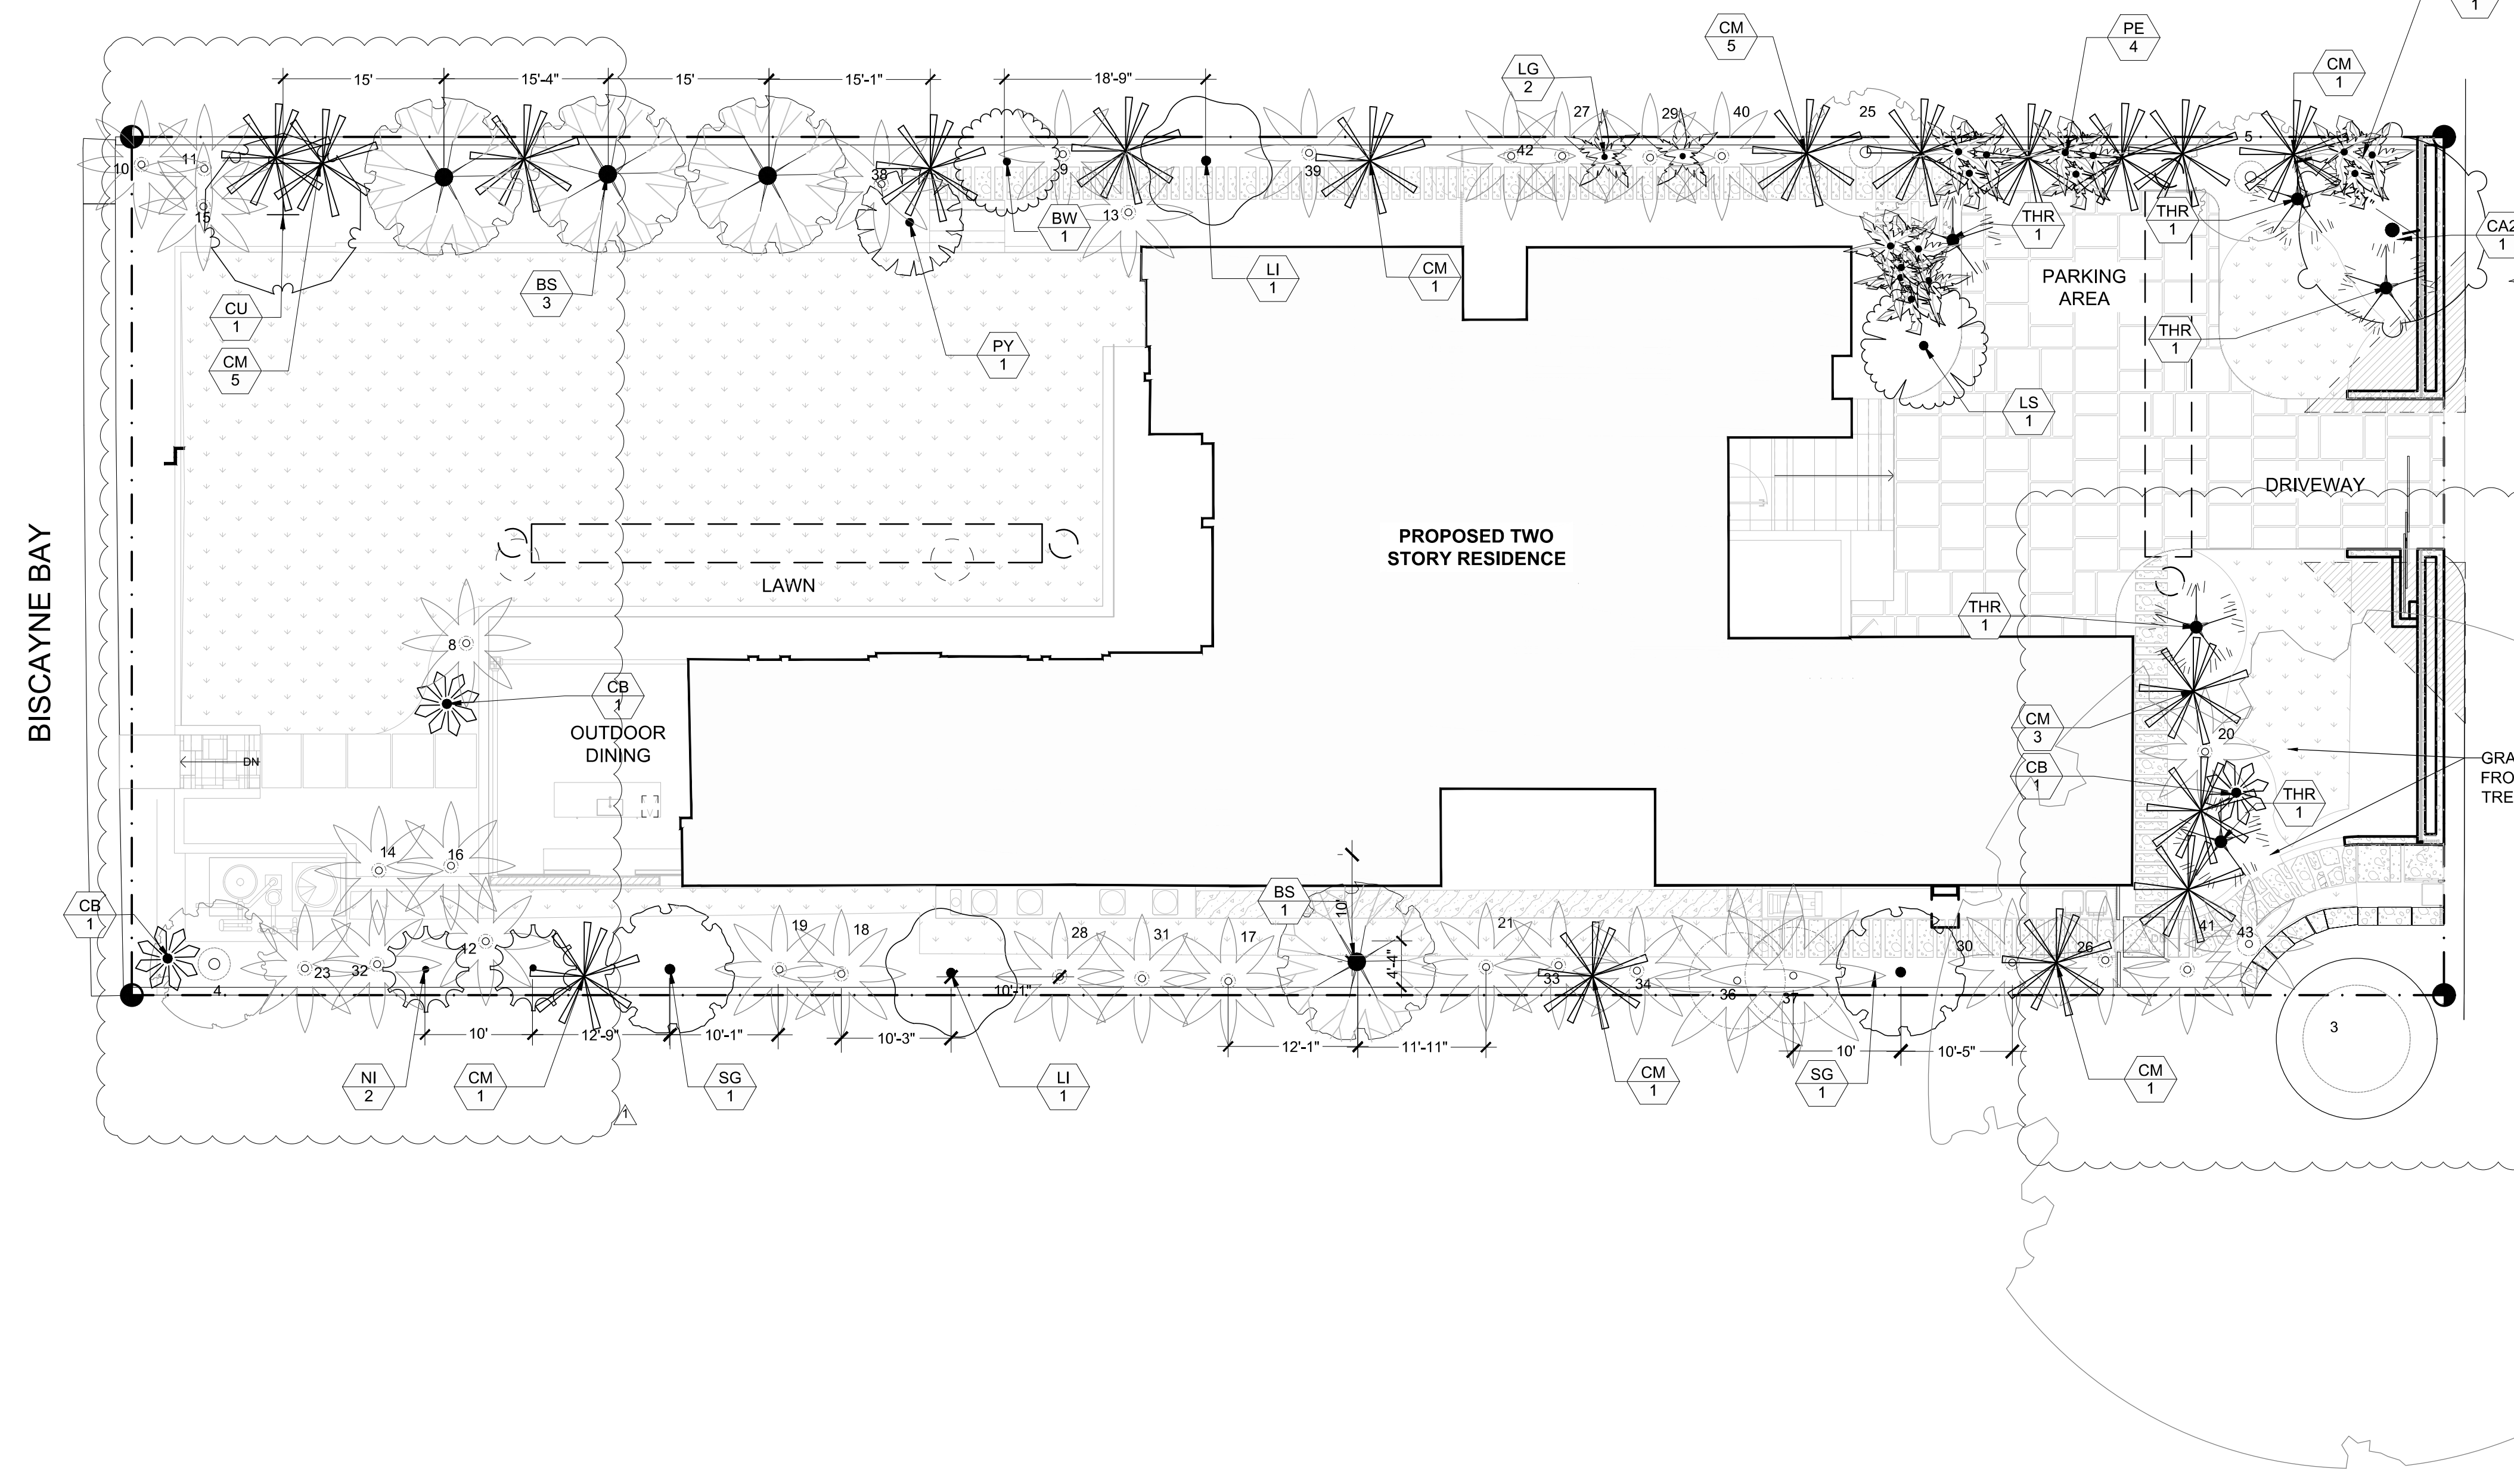 1
CM
5
PE
4
LG
2
CM
1
15'
15'-4"
15'
15'-1"
18'-9"
27
29
40
25
5
10
11
15
38
9
13
39
42
BW
1
THR
1
THR
1
CA2
1
CU
1
BS
3
LI
1
CM
1
PARKING
AREA
THR
1
CM
5
PY
1
LS
1
DRIVEWAY
BISCAYNE BAY
PROPOSED TWO
STORY RESIDENCE
LAWN
THR
1
8
CB
1
OUTDOOR
DINING
CM
3
20
DN
CB
1
THR
1
GRA
FRO
TRE
14
16
CB
1
BS
1
10'
4'-4"
23
32
12
4
19
18
28
31
17
21
33
34
36
37
30
26
41
43
10'-1"
3
10'
12'-9"
10'-1"
10'-3"
12'-1"
11'-11"
10'
10'-5"
NI
2
CM
1
SG
1
LI
1
CM
1
SG
1
CM
1
1